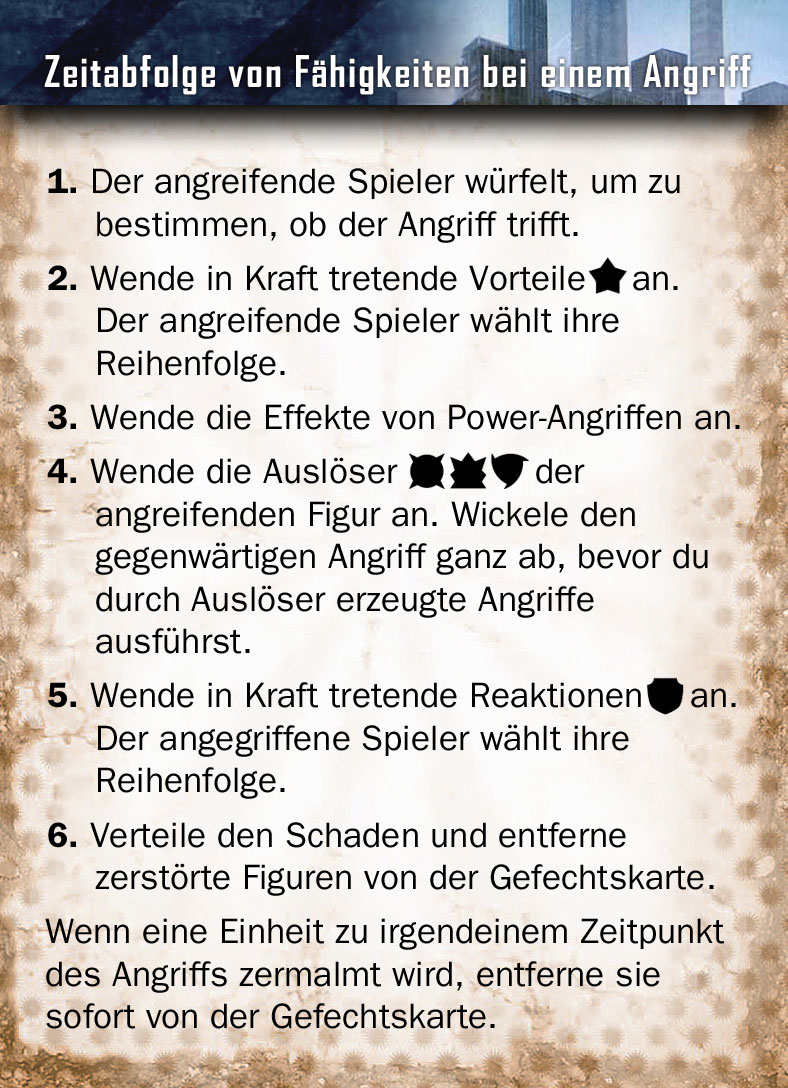 Zeitabfolge von Fähigkeiten bei einem Angriff
1. Der angreifende Spieler würfelt, um zu
bestimmen, ob der Angriff trifft.
2. Wende in Kraft tretende Vorteile an.
Der angreifende Spieler wählt ihre
Reihenfolge.
3. Wende die Effekte von Power-Angriffen an.
4. Wende die Auslöser der
angreifenden Figur an. Wickele den
gegenwärtigen Angriff ganz ab, bevor du
durch Auslöser erzeugte Angriffe
ausführst.
5. Wende in Kraft tretende Reaktionen an.
Der angegriffene Spieler wählt ihre
Reihenfolge.
6. Verteile den Schaden und entferne
zerstörte Figuren von der Gefechtskarte.
Wenn eine Einheit zu irgendeinem Zeitpunkt
des Angriffs zermalmt wird, entferne sie
sofort von der Gefechtskarte.